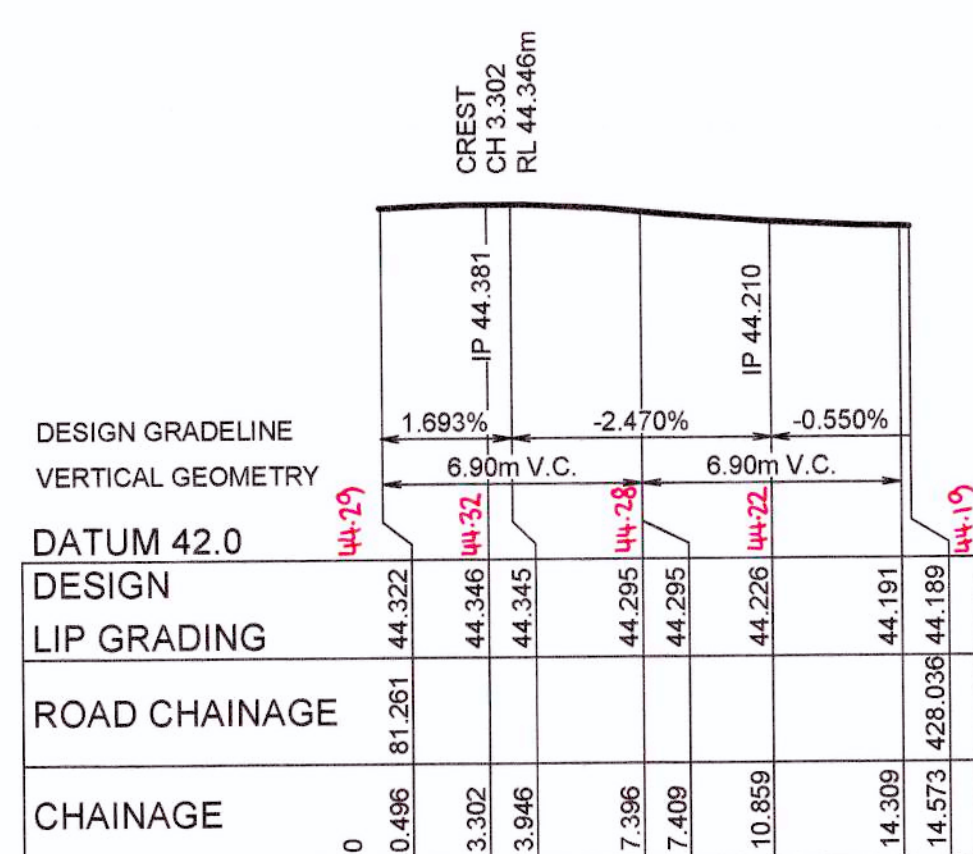 CREST
CH 3.302
RL 44.346m
IP 44.381
IP 44.210
DESIGN GRADELINE 1.693% -2.470% -0.550%
VERTICAL GEOMETRY 6.90m V.C. 6.90m V.C.
44.29 44.32 44.28 44.22 44.19
DATUM 42.0
DESIGN
LIP GRADING 44.322 44.346 44.345 44.295 44.295 44.226 44.191 44.189
ROAD CHAINAGE 81.261 428.036
CHAINAGE 0 0.496 3.302 3.946 7.396 7.409 10.859 14.309 14.573